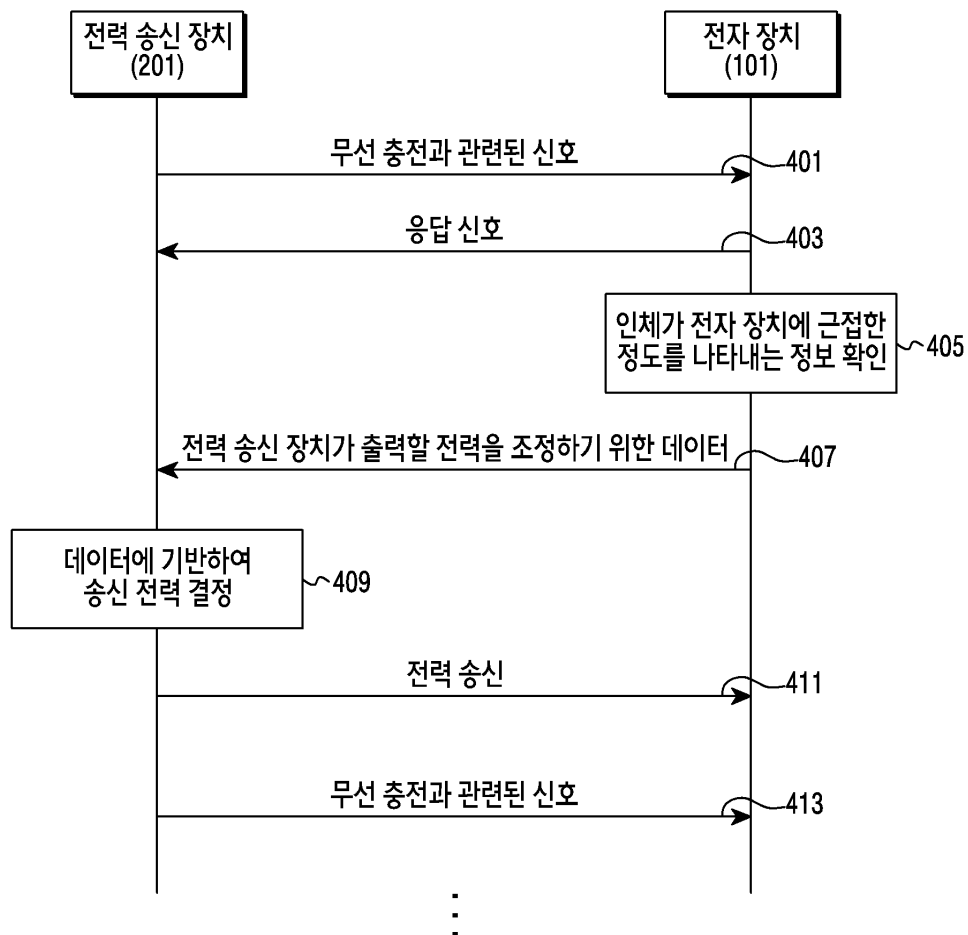 전력 송신 장치
(201)
전자 장치
(101)
무선 충전과 관련된 신호
401
응답 신호
403
인체가 전자 장치에 근접한
정도를 나타내는 정보 확인
405
전력 송신 장치가 출력할 전력을 조정하기 위한 데이터
407
데이터에 기반하여
송신 전력 결정
409
전력 송신
411
무선 충전과 관련된 신호
413